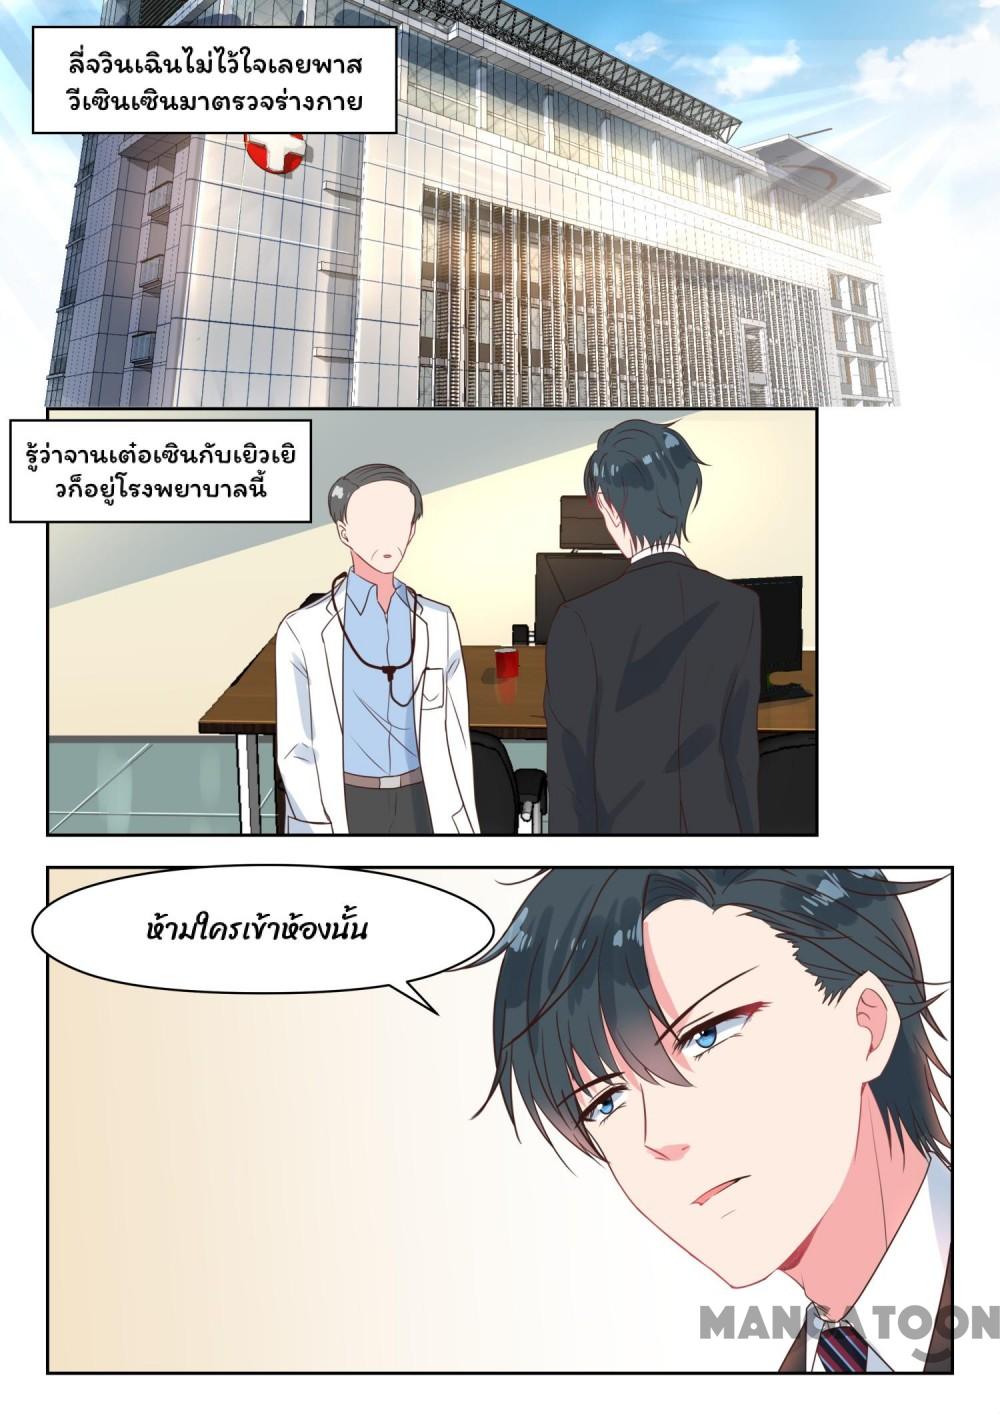 ลี่จวินเฉินไม่ไว้ใจเลยพาส
วีเซินเซินมาตรวจร่างกาย
รู้ว่าจานเต๋อเซินกับเยิวเยิ
วก็อยู่โรงพยาบาลนี้
ห้ามใครเข้าห้องนั้น
MANGATOON